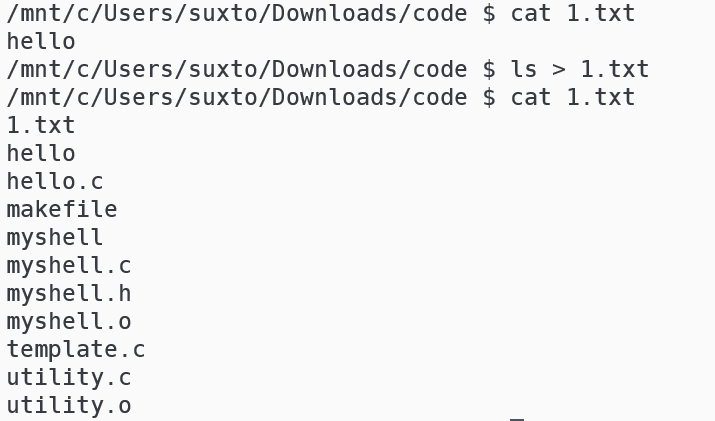 /mnt/c/Users/suxto/Downloads/code $ cat 1.txt
hello
/mnt/c/Users/suxto/Downloads/code $ ls > 1.txt
/mnt/c/Users/suxto/Downloads/code $ cat 1.txt
1.txt
hello
hello.c
makefile
myshell
myshell.c
myshell.h
myshell.o
template.c
utility.c
utility.o